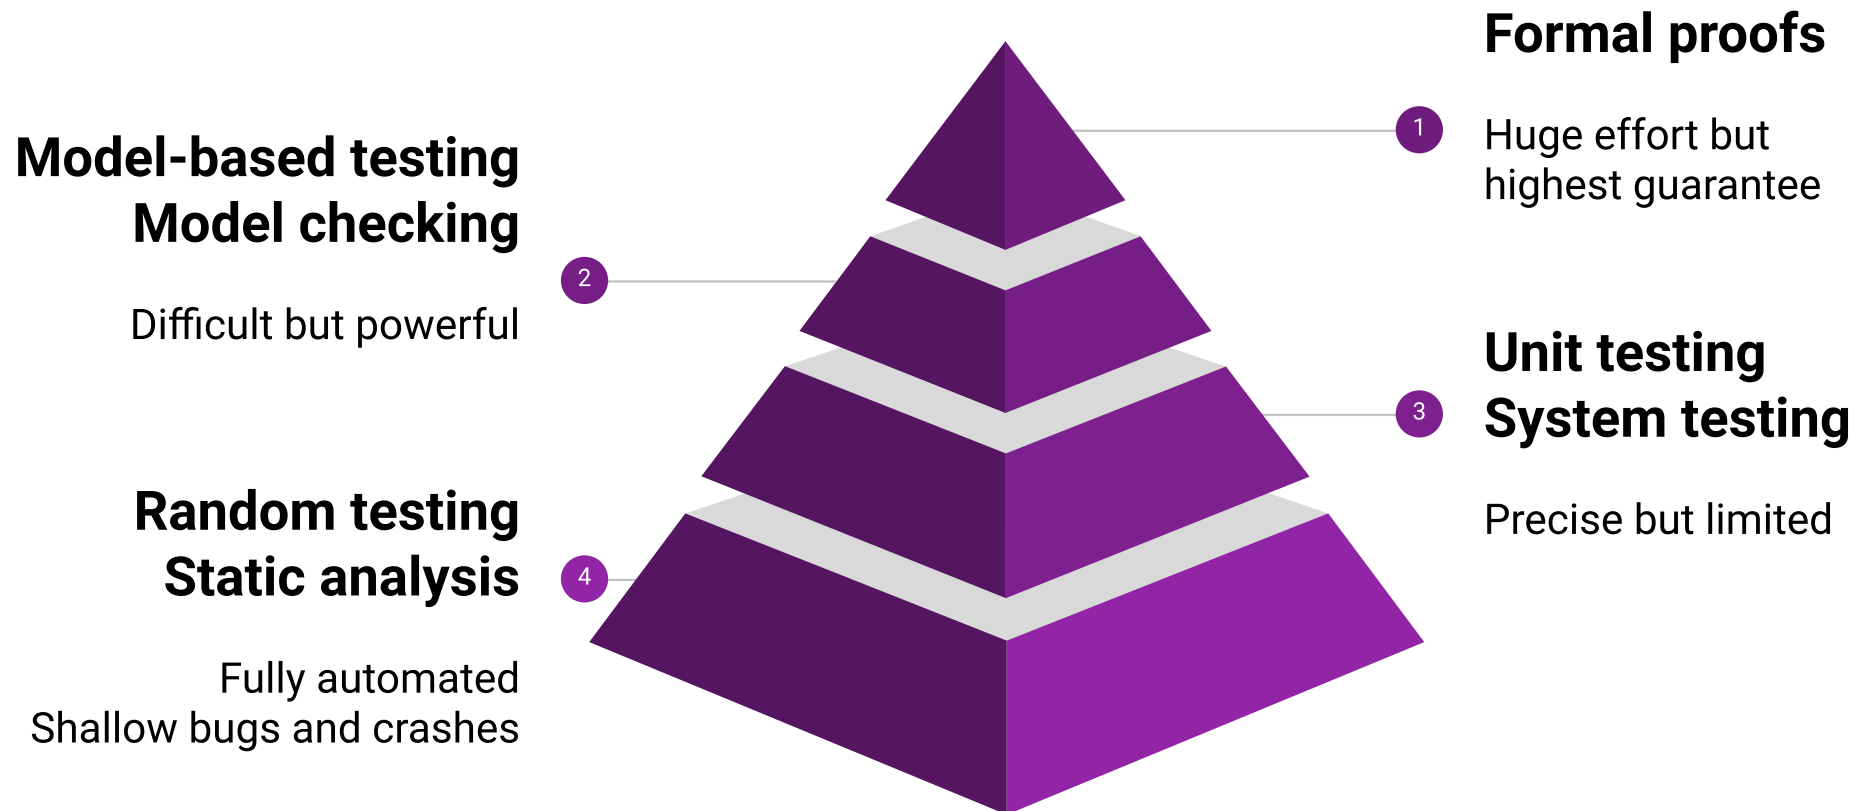 Formal proofs
1
Huge effort but
highest guarantee
Model-based testing
Model checking
2
Difficult but powerful
Unit testing
System testing
3
Precise but limited
Random testing
Static analysis
4
Fully automated
Shallow bugs and crashes